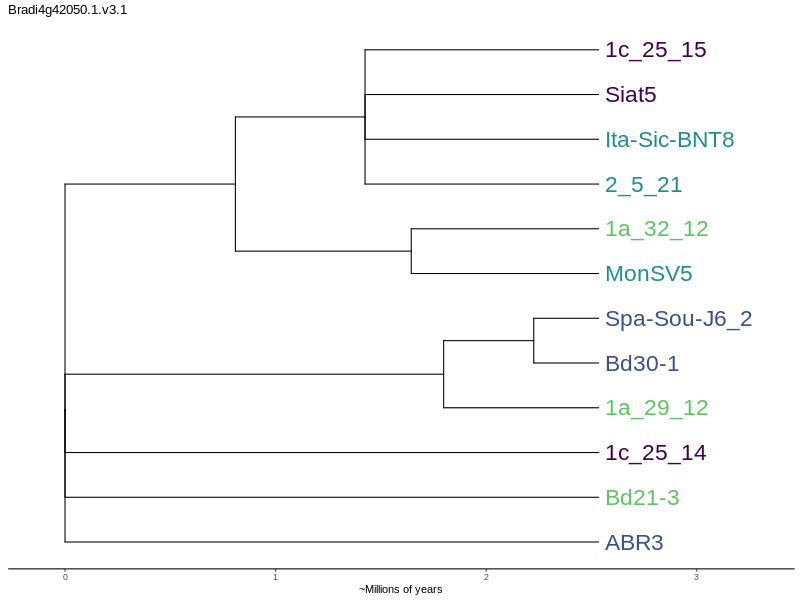 Bradi4g42050.1.v3.1
1c_25_15
Siat5
Ita-Sic-BNT8
2_5_21
1a_32_12
MonSV5
Spa-Sou-J6_2
Bd30-1
1a_29_12
1c_25_14
Bd21-3
ABR3
0 1 2 3
~Millions of years